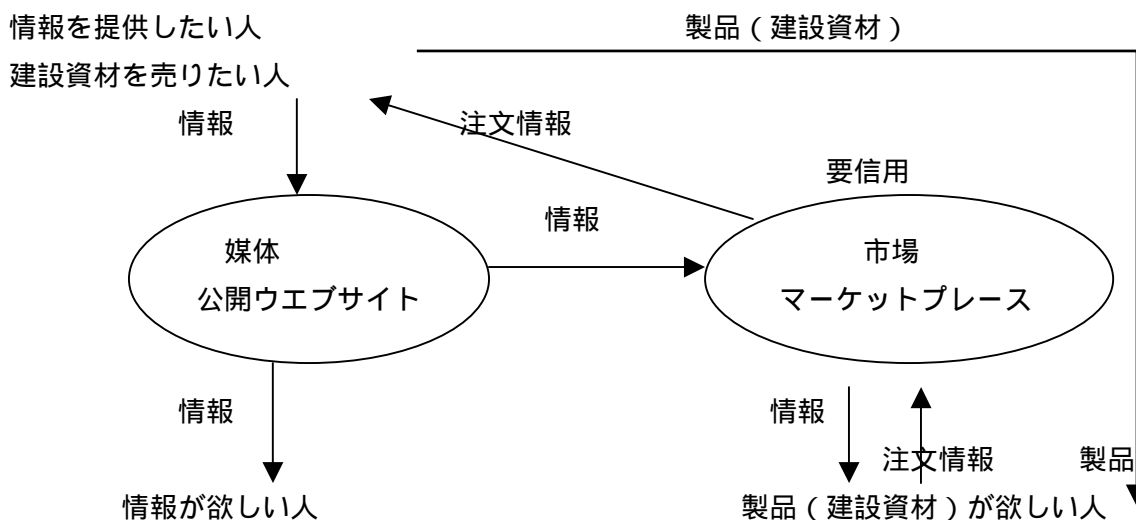 情報を提供したい人
製品（建設資材）
建設資材を売りたい人
情報
注文情報
要信用
情報
媒体
市場
公開ウエブサイト
マーケットプレース
情報
情報
注文情報
製品
情報が欲しい人
製品（建設資材）が欲しい人